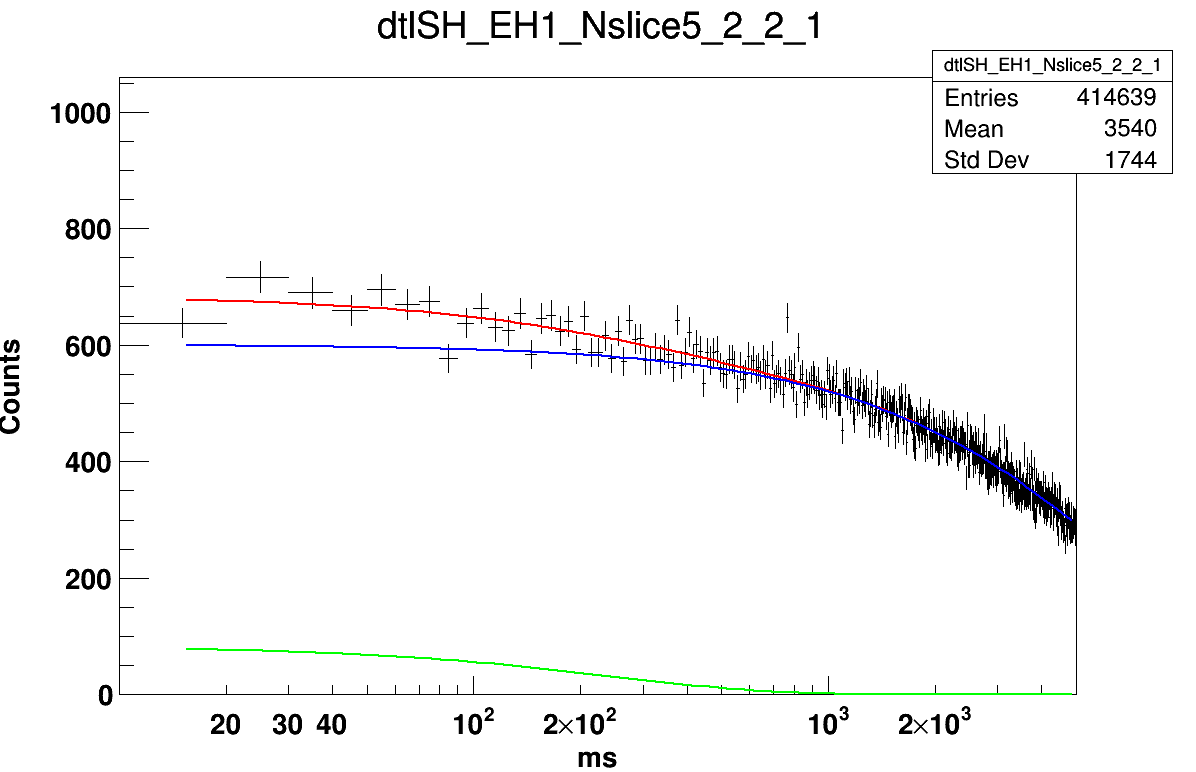 dtlSH_EH1_Nslice5_2_2_1
dtlSH_EH1_Nslice5_2_2_1
Entries 414639
Mean 3540
Std Dev 1744
1000
800
600
400
200
0
Counts
20 30 40 10² 2×10² 10³ 2×10³
ms